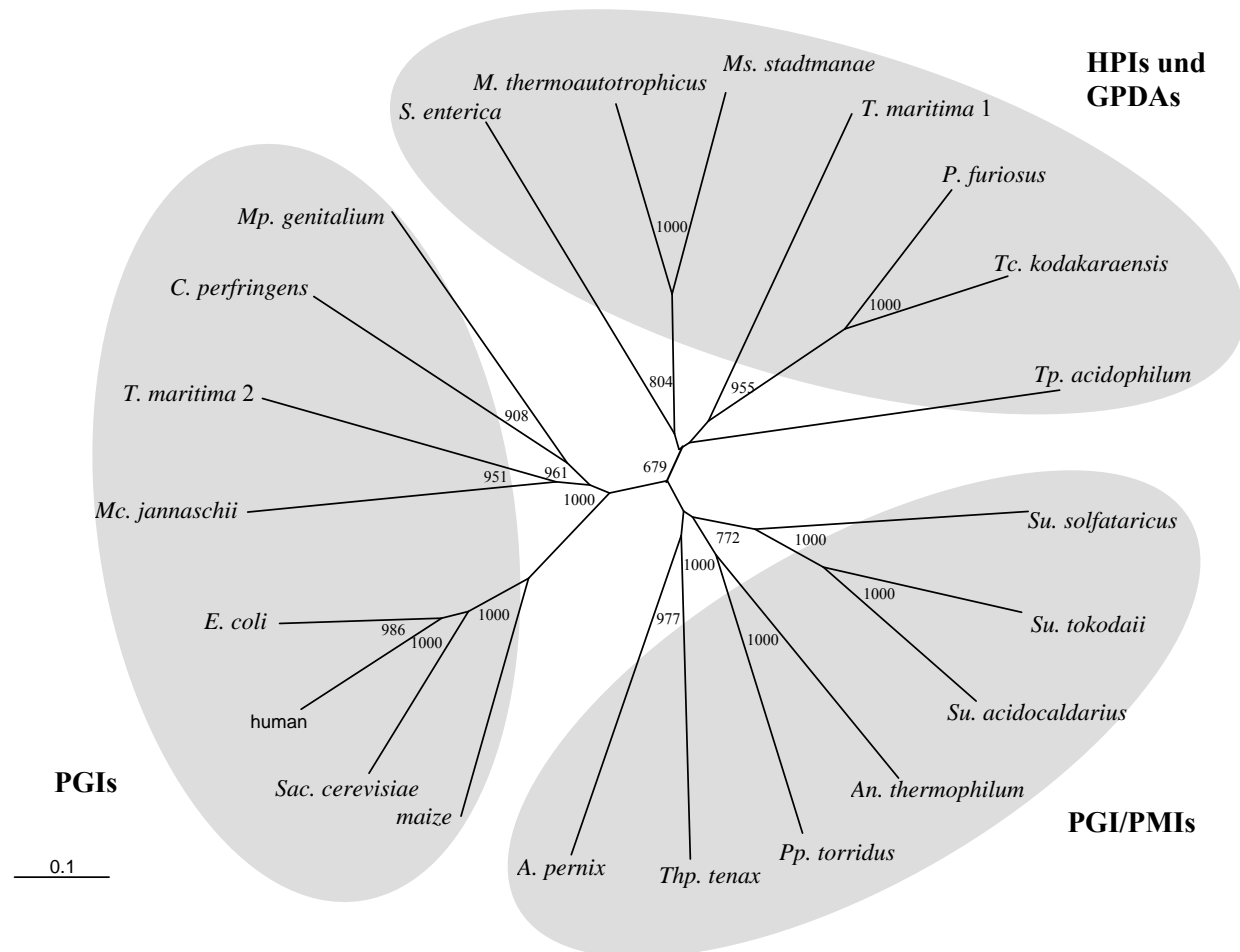 HPIs und
GPDAs
Ms. stadtmanae
M. thermoautotrophicus
S. enterica
T. maritima 1
P. furiosus
Tc. kodakaraensis
Tp. acidophilum
1000
1000
804
955
679
Mp. genitalium
C. perfringens
T. maritima 2
Mc. jannaschii
E. coli
human
Sac. cerevisiae
maize
908
961
951
1000
1000
986
1000
PGIs
Su. solfataricus
Su. tokodaii
Su. acidocaldarius
An. thermophilum
Pp. torridus
Thp. tenax
A. pernix
772
1000
1000
1000
1000
977
PGI/PMIs
0.1